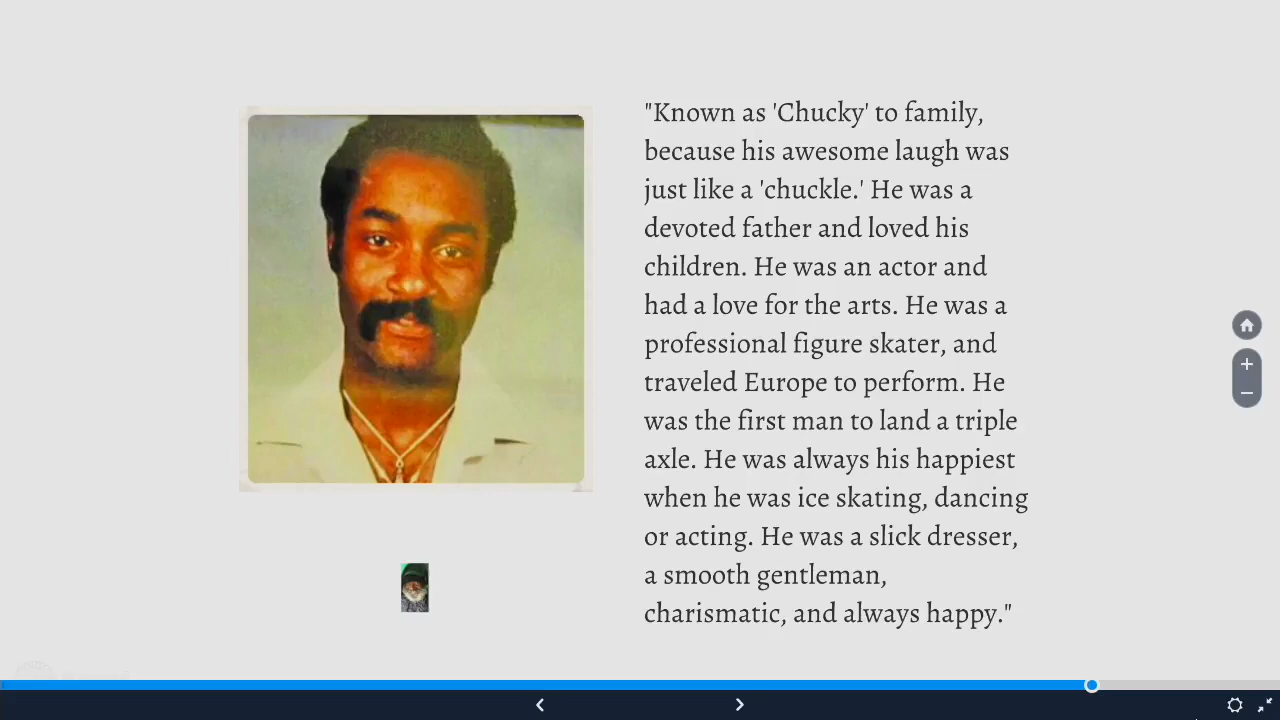 "Known as 'Chucky' to family,
because his awesome laugh was
just like a 'chuckle.' He was a
devoted father and loved his
children. He was an actor and
had a love for the arts. He was a
professional figure skater, and
traveled Europe to perform. He
was the first man to land a triple
axle. He was always his happiest
when he was ice skating, dancing
or acting. He was a slick dresser,
a smooth gentleman,
charismatic, and always happy."